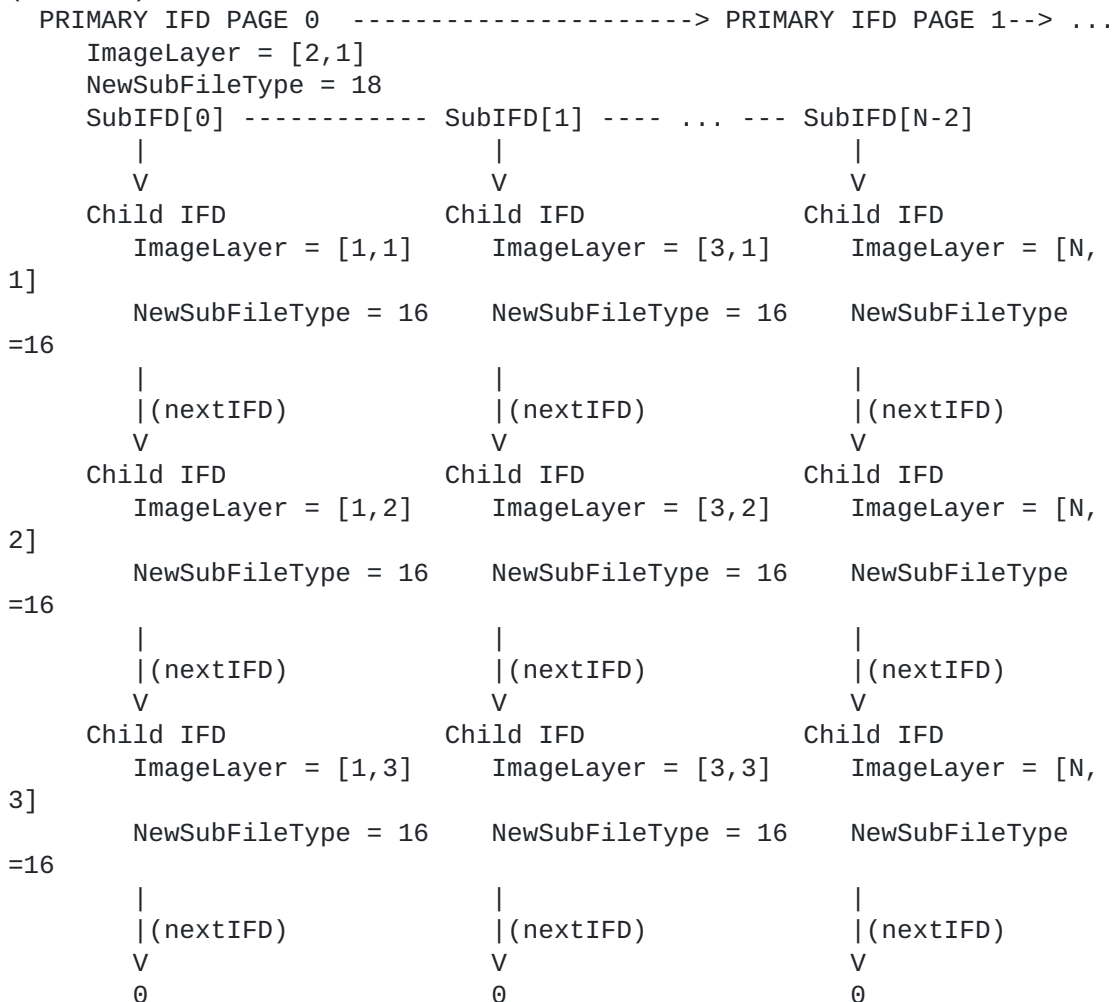 PRIMARY IFD PAGE 0 ----------------------> PRIMARY IFD PAGE 1--> ...
ImageLayer = [2,1]
NewSubFileType = 18
SubIFD[0] ------------ SubIFD[1] ---- ... --- SubIFD[N-2]
| | |
V V V
Child IFD Child IFD Child IFD
ImageLayer = [1,1] ImageLayer = [3,1] ImageLayer = [N,
1]
NewSubFileType = 16 NewSubFileType = 16 NewSubFileType
=16
| | |
|(nextIFD) |(nextIFD) |(nextIFD)
V V V
Child IFD Child IFD Child IFD
ImageLayer = [1,2] ImageLayer = [3,2] ImageLayer = [N,
2]
NewSubFileType = 16 NewSubFileType = 16 NewSubFileType
=16
| | |
|(nextIFD) |(nextIFD) |(nextIFD)
V V V
Child IFD Child IFD Child IFD
ImageLayer = [1,3] ImageLayer = [3,3] ImageLayer = [N,
3]
NewSubFileType = 16 NewSubFileType = 16 NewSubFileType
=16
| | |
|(nextIFD) |(nextIFD) |(nextIFD)
V V V
0 0 0